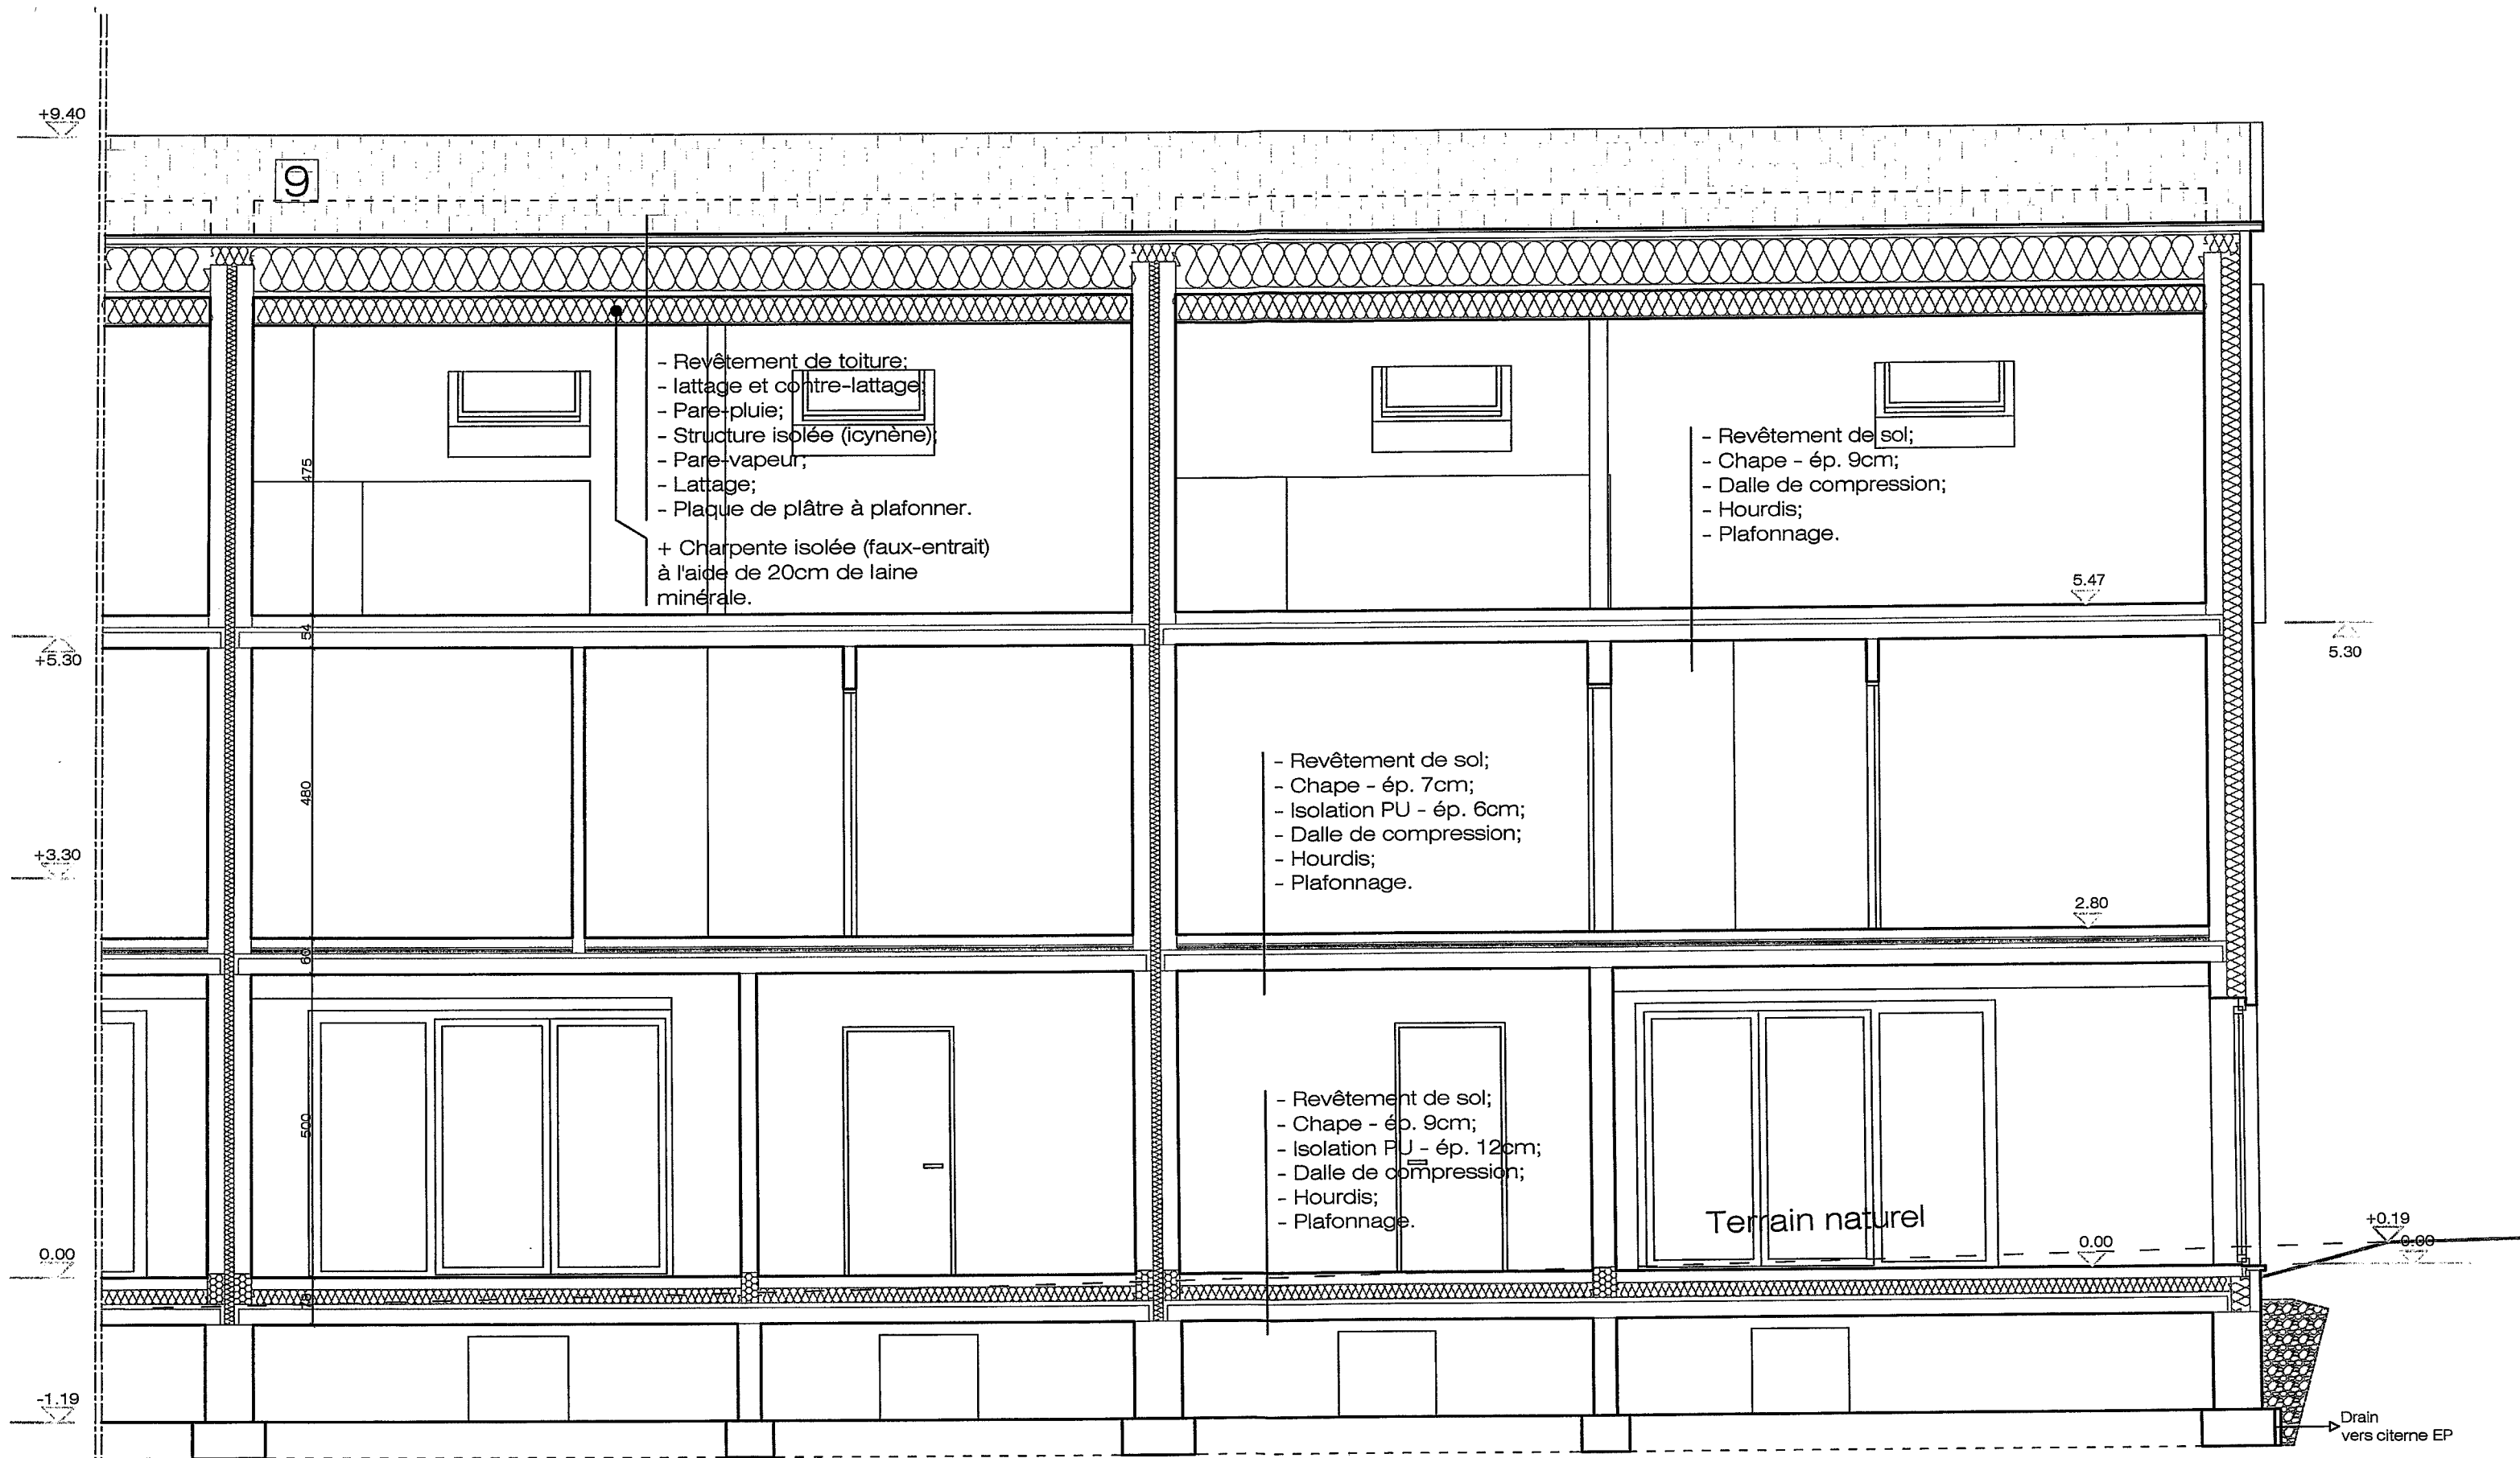 +9.40
9
- Revêtement de toiture;
- lattage et contre-lattage;
- Pare-pluie;
- Structure isolée (icynène);
- Pare-vapeur;
- Lattage;
- Plaque de plâtre à plafonner.
+ Charpente isolée (faux-entrait)
à l'aide de 20cm de laine
minérale.
- Revêtement de sol;
- Chape - ép. 9cm;
- Dalle de compression;
- Hourdis;
- Plafonnage.
475
5.47
54
+5.30
5.30
480
- Revêtement de sol;
- Chape - ép. 7cm;
- Isolation PU - ép. 6cm;
- Dalle de compression;
- Hourdis;
- Plafonnage.
+3.30
2.80
60
500
- Revêtement de sol;
- Chape - ép. 9cm;
- Isolation PU - ép. 12cm;
- Dalle de compression;
- Hourdis;
- Plafonnage.
Terrain naturel
+0.19
0.00
0.00
0.00
-1.19
Drain
vers citerne EP